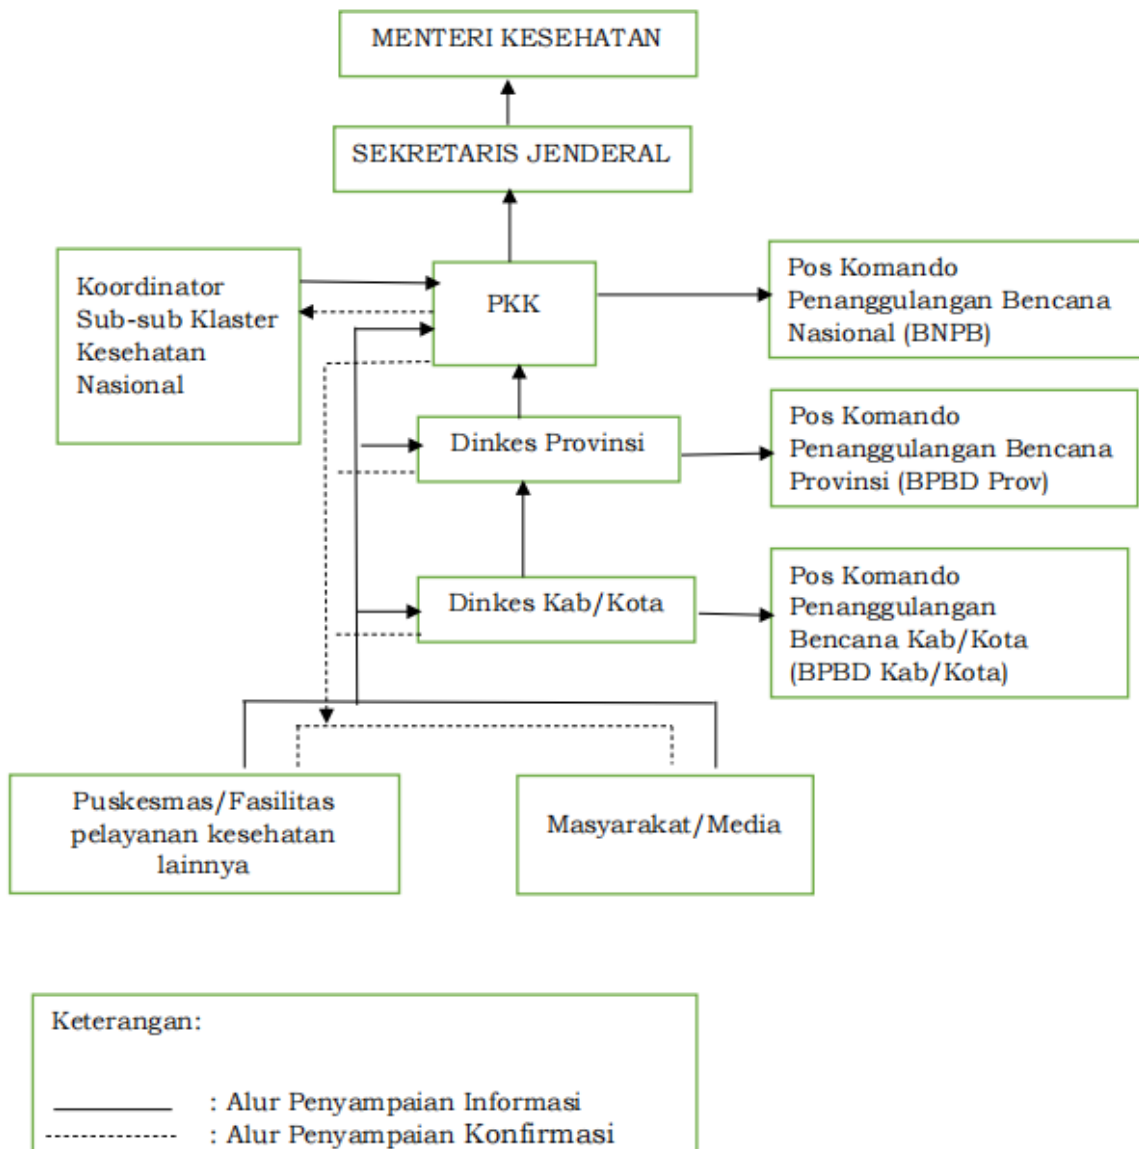 MENTERI KESEHATAN
SEKRETARIS JENDERAL
Koordinator
Sub-sub Klaster
Kesehatan
Nasional
PKK
Pos Komando
Penanggulangan Bencana
Nasional (BNPB)
Dinkes Provinsi
Pos Komando
Penanggulangan Bencana
Provinsi (BPBD Prov)
Dinkes Kab/Kota
Pos Komando
Penanggulangan
Bencana Kab/Kota
(BPBD Kab/Kota)
Puskesmas/Fasilitas
pelayanan kesehatan
lainnya
Masyarakat/Media
Keterangan:
: Alur Penyampaian Informasi
: Alur Penyampaian Konfirmasi